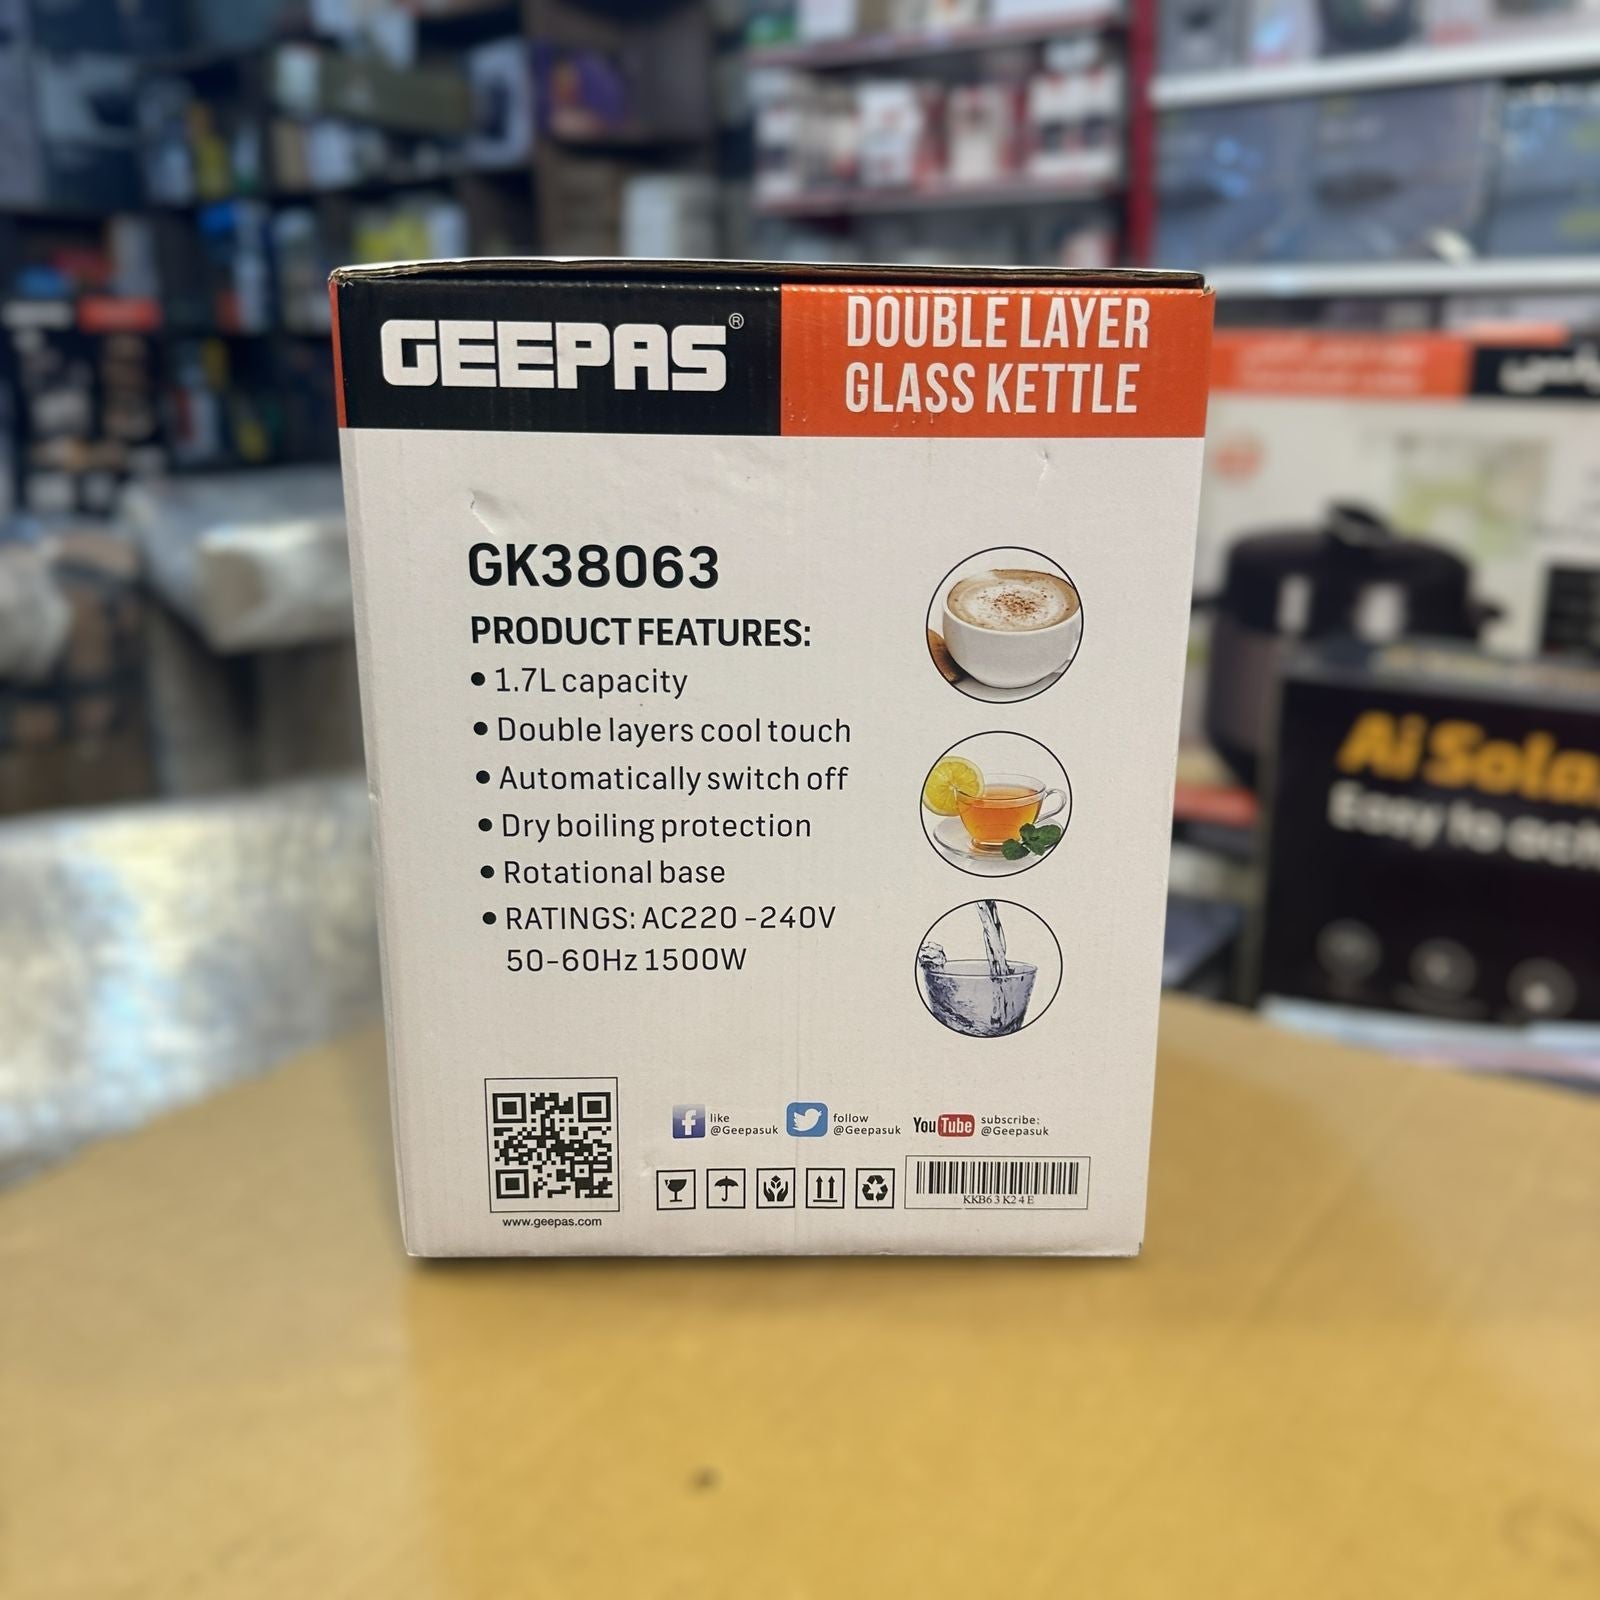 GEEPAS®
DOUBLE LAYER
GLASS KETTLE
GK38063
PRODUCT FEATURES:
• 1.7L capacity
• Double layers cool touch
• Automatically switch off
• Dry boiling protection
• Rotational base
• RATINGS: AC220-240V
50-60Hz 1500W
like
@Geepasuk
follow
@Geepasuk
YouTube
subscribe:
@Geepasuk
KKB63K24E
www.geepas.com
Ai Sola
Easy to